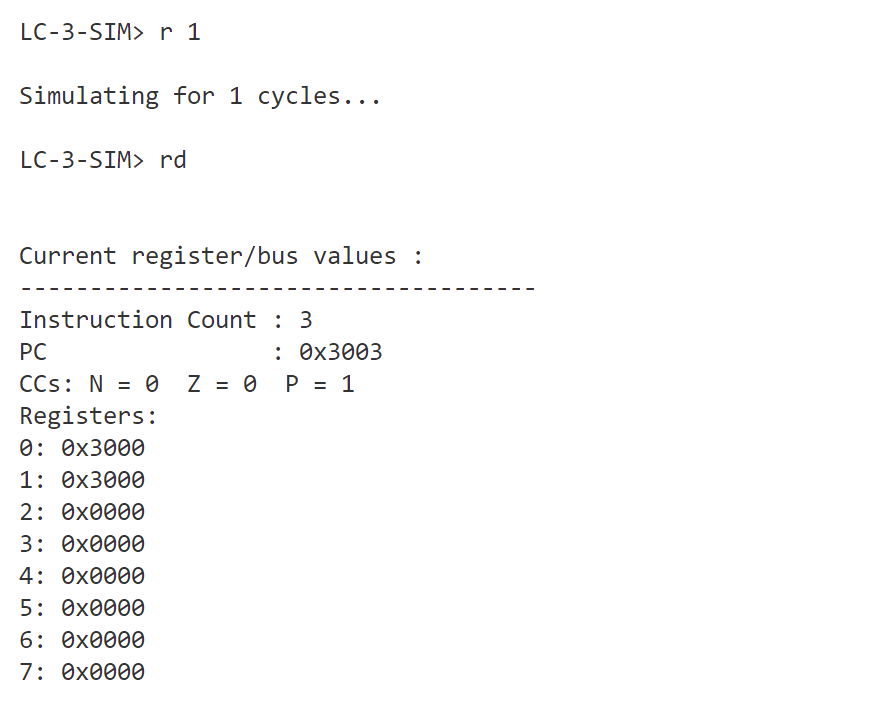 LC-3-SIM> r 1
Simulating for 1 cycles...
LC-3-SIM> rd
Current register/bus values :
-------------------------------------
Instruction Count : 3
PC                : 0x3003
CCs: N = 0  Z = 0  P = 1
Registers:
0: 0x3000
1: 0x3000
2: 0x0000
3: 0x0000
4: 0x0000
5: 0x0000
6: 0x0000
7: 0x0000